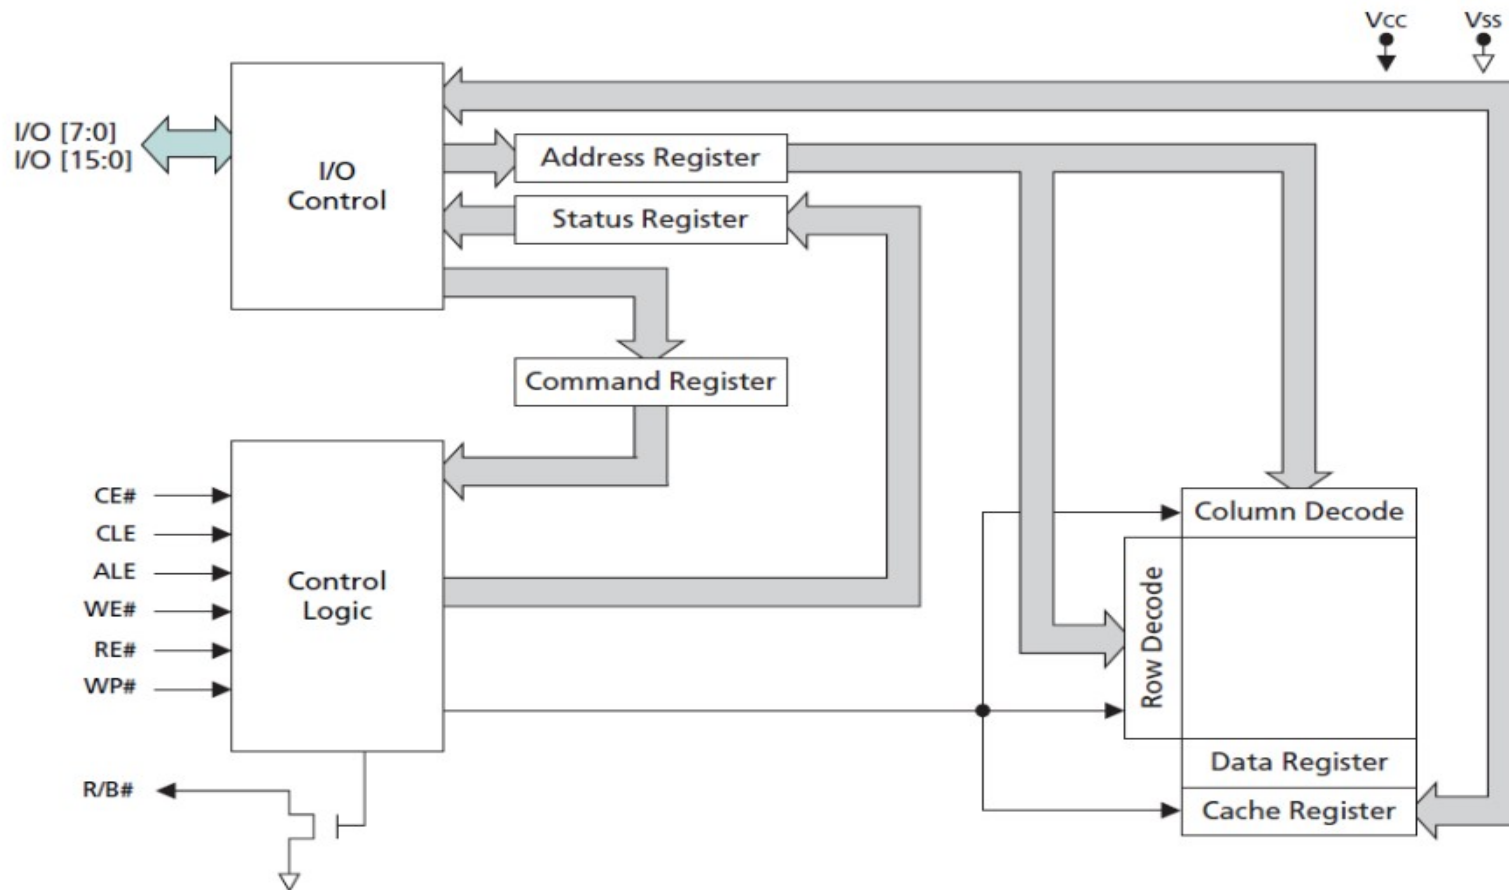 Vcc
Vss
I/O [7:0]
I/O [15:0]
I/O
Control
Address Register
Status Register
Command Register
CE#
CLE
ALE
WE#
RE#
WP#
R/B#
Control
Logic
Column Decode
Row Decode
Data Register
Cache Register